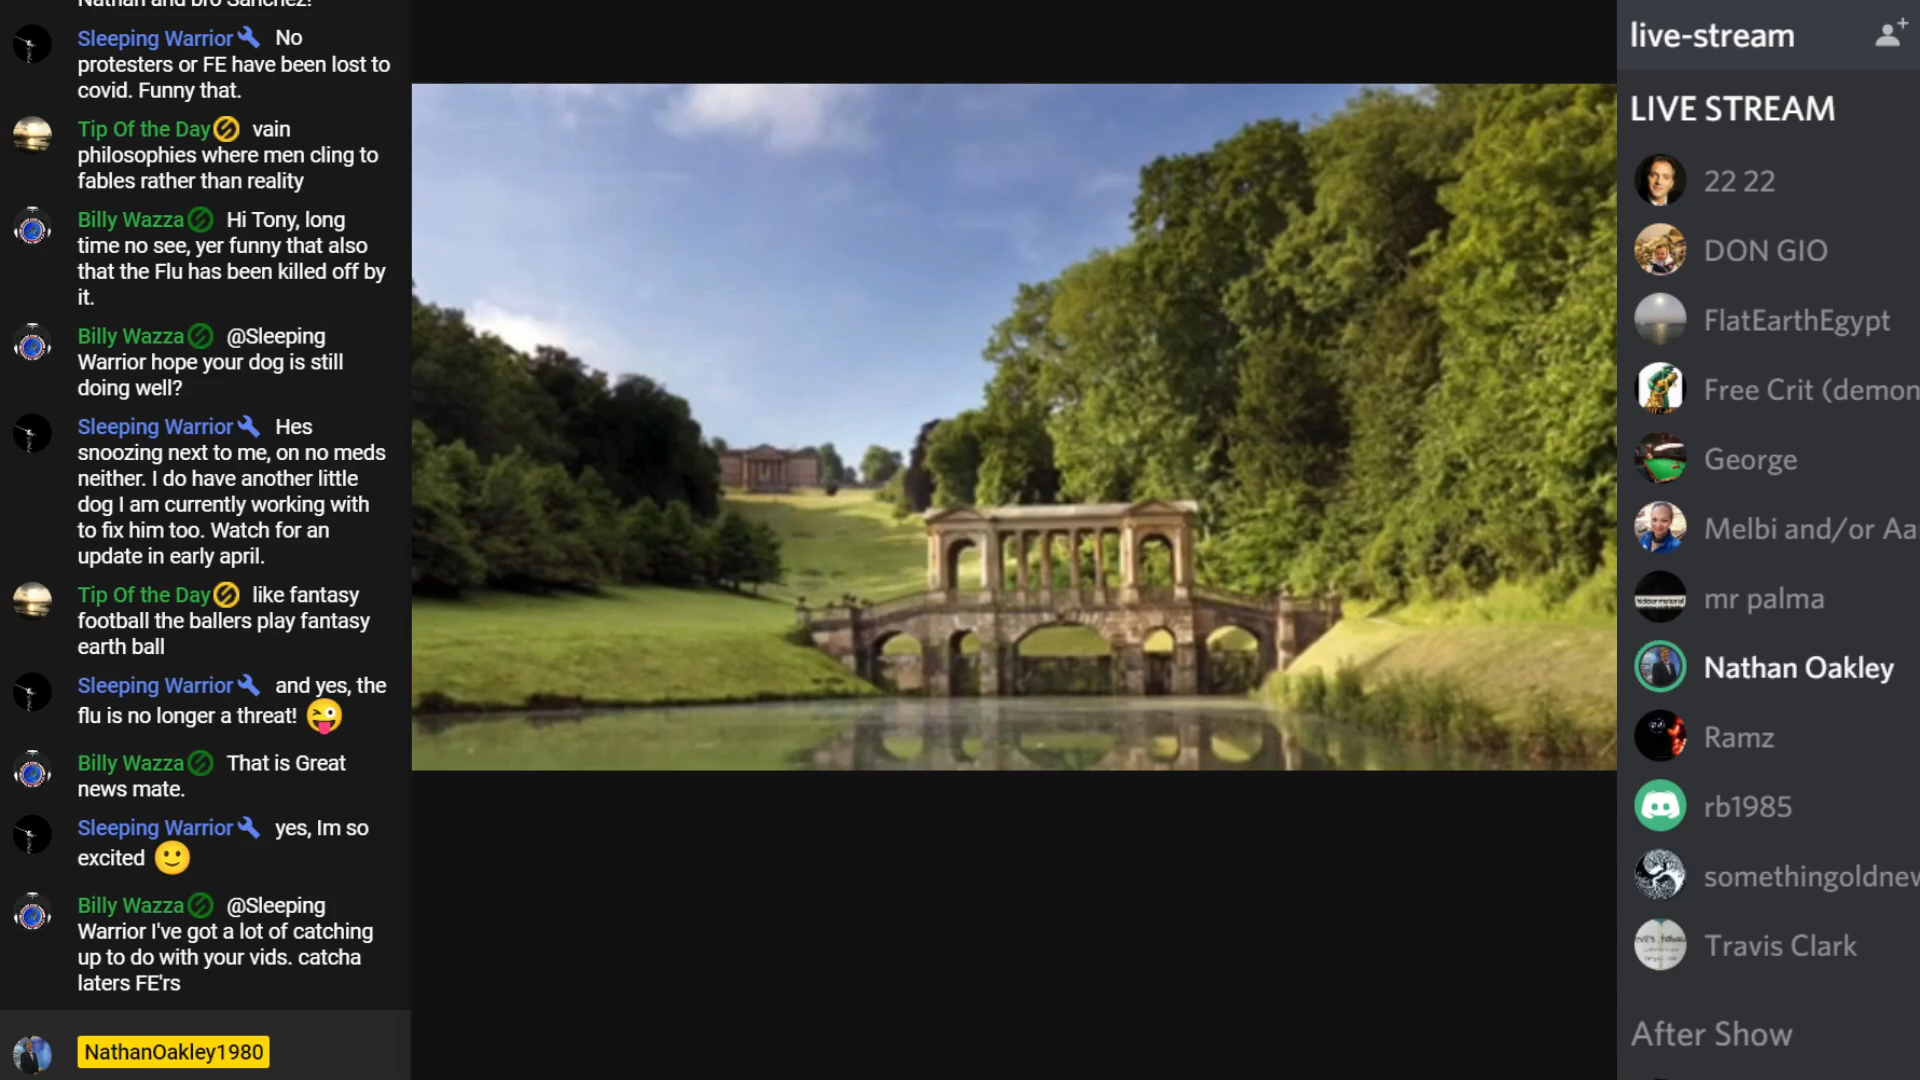 Nathan and bro Sanchez!
Sleeping Warrior No
protesters or FE have been lost to
covid. Funny that.
Tip Of the Day vain
philosophies where men cling to
fables rather than reality
Billy Wazza Hi Tony, long
time no see, yer funny that also
that the Flu has been killed off by
it.
Billy Wazza @Sleeping
Warrior hope your dog is still
doing well?
Sleeping Warrior Hes
snoozing next to me, on no meds
neither. I do have another little
dog I am currently working with
to fix him too. Watch for an
update in early april.
Tip Of the Day like fantasy
football the ballers play fantasy
earth ball
Sleeping Warrior and yes, the
flu is no longer a threat! 😜
Billy Wazza That is Great
news mate.
Sleeping Warrior yes, Im so
excited 🙂
Billy Wazza @Sleeping
Warrior I've got a lot of catching
up to do with your vids. catcha
laters FE'rs
NathanOakley1980
live-stream
LIVE STREAM
22 22
DON GIO
FlatEarthEgypt
Free Crit (demon
George
Melbi and/or Aa
mr palma
Nathan Oakley
Ramz
rb1985
somethingoldnew
Travis Clark
After Show